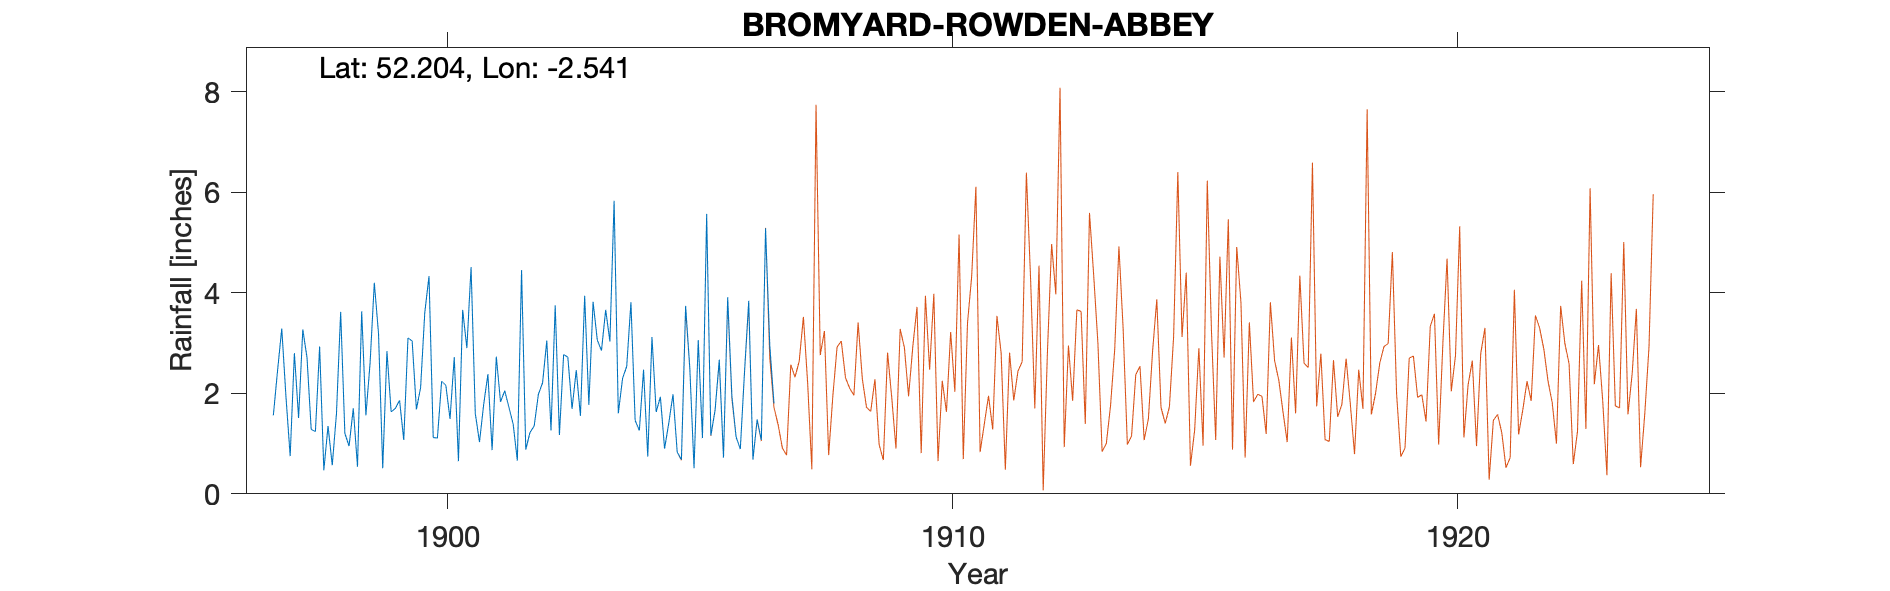 BROMYARD-ROWDEN-ABBEY
Lat: 52.204, Lon: -2.541
Rainfall [inches]
8
6
4
2
0
1900 1910 1920
Year